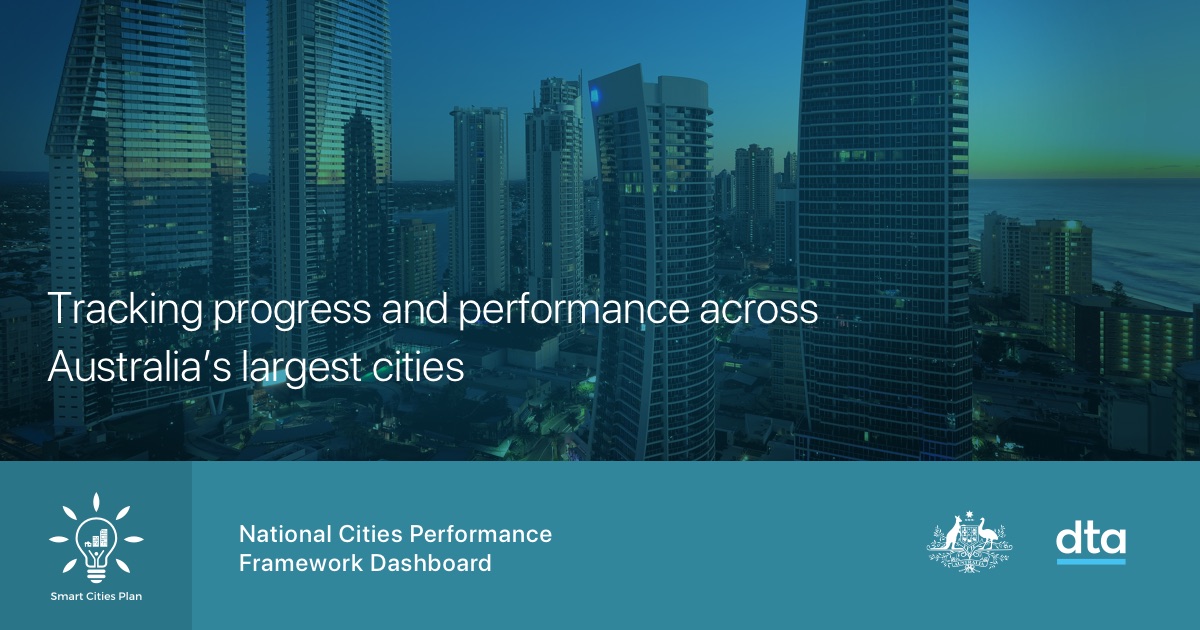 Tracking progress and performance across
Australia’s largest cities
National Cities Performance
Framework Dashboard
Smart Cities Plan
dta